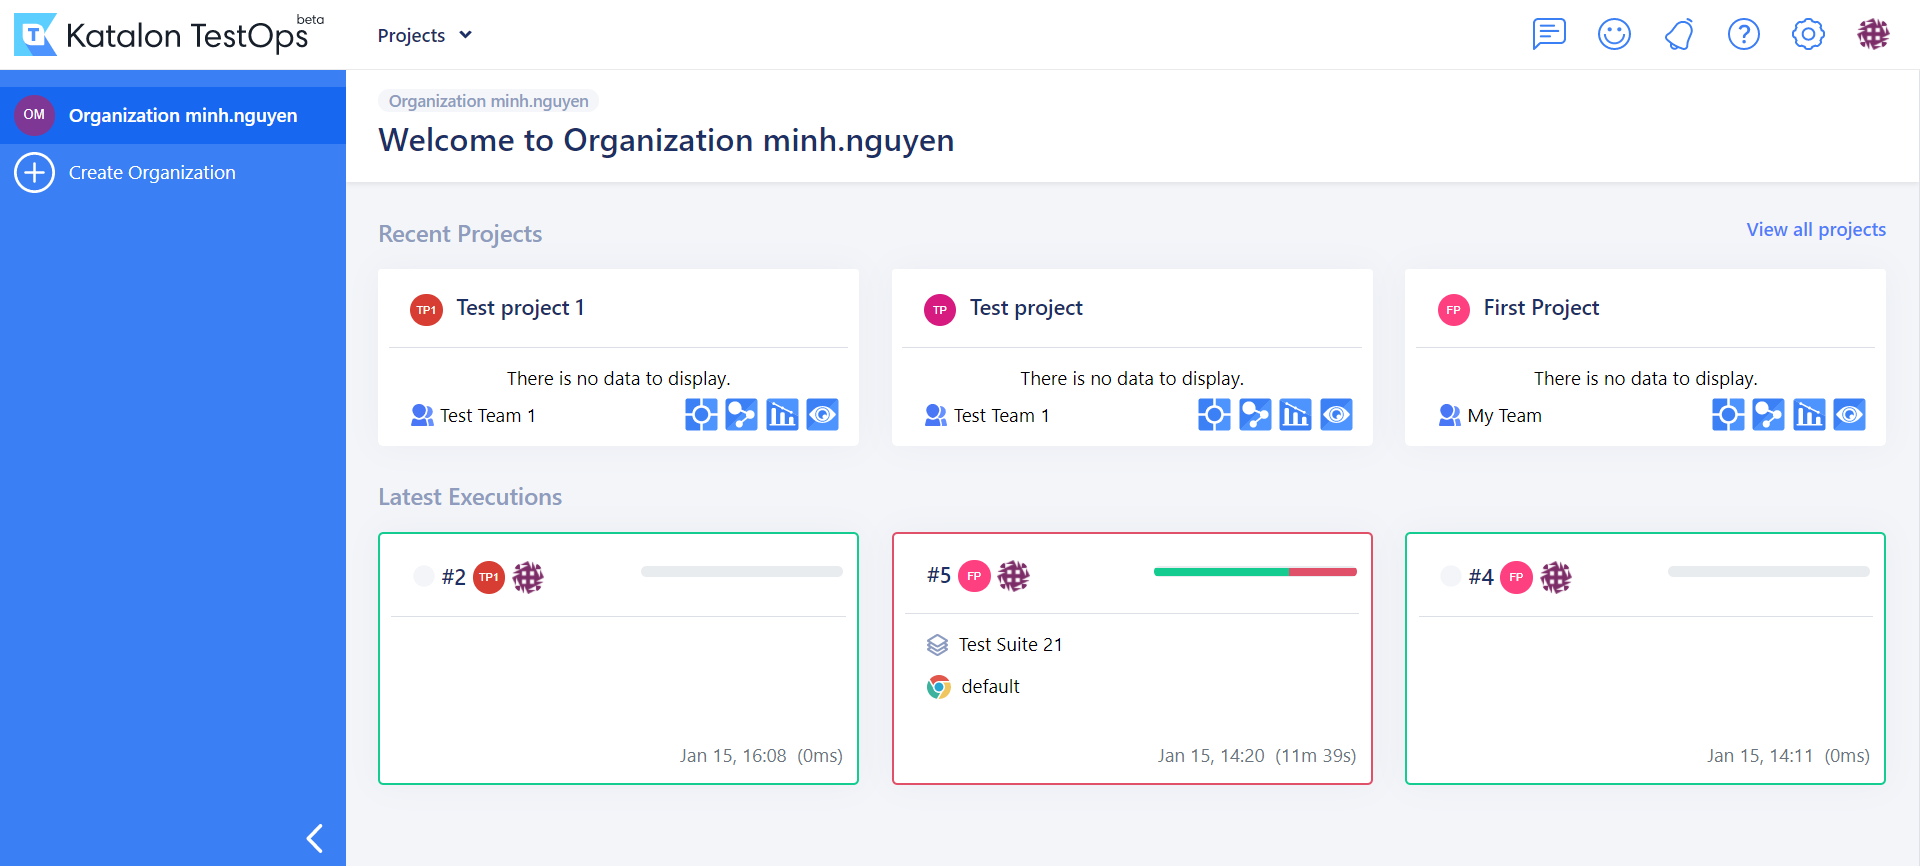 Katalon TestOps beta
Projects
OM Organization minh.nguyen
Create Organization
Organization minh.nguyen
Welcome to Organization minh.nguyen
Recent Projects
View all projects
TP1 Test project 1
There is no data to display.
Test Team 1
TP Test project
There is no data to display.
Test Team 1
FP First Project
There is no data to display.
My Team
Latest Executions
#2 TP1
Jan 15, 16:08 (0ms)
#5 FP
Test Suite 21
default
Jan 15, 14:20 (11m 39s)
#4 FP
Jan 15, 14:11 (0ms)